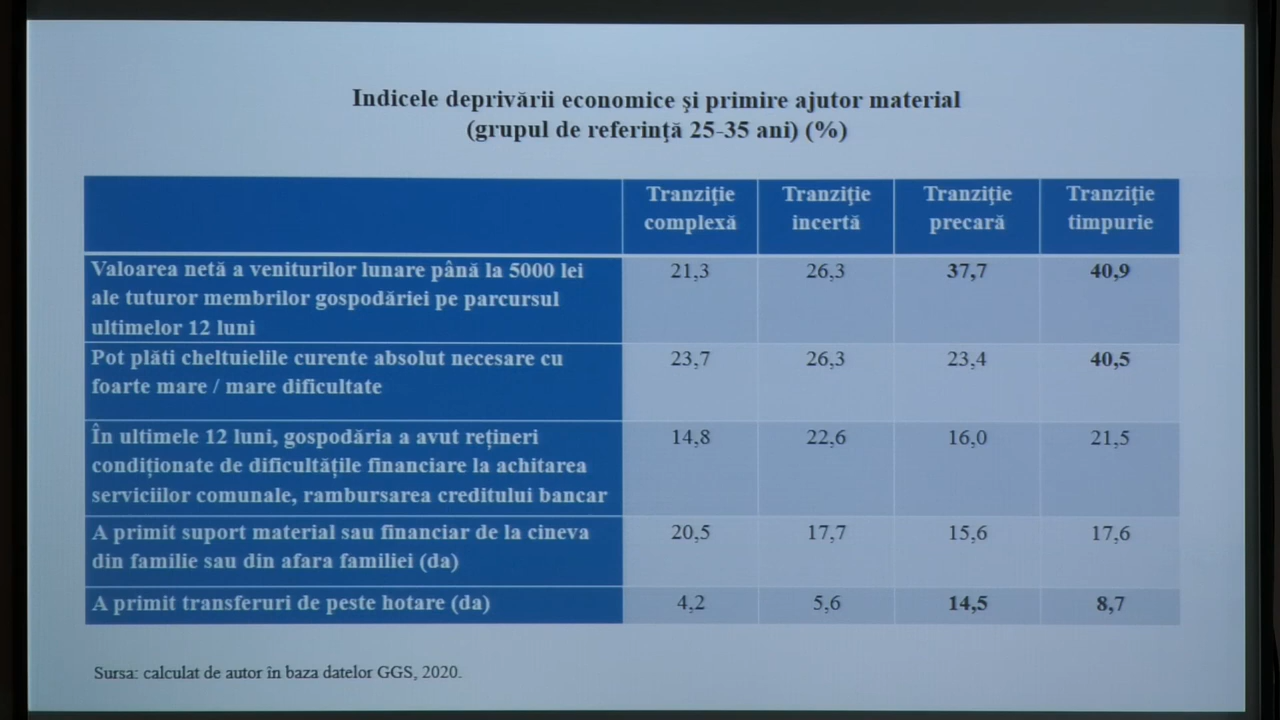 Indicele deprivării economice şi primire ajutor material
(grupul de referinţă 25-35 ani) (%)
Tranziţie complexă
Tranziţie incertă
Tranziţie precară
Tranziţie timpurie
Valoarea netă a veniturilor lunare până la 5000 lei
ale tuturor membrilor gospodăriei pe parcursul
ultimelor 12 luni
21,3 26,3 37,7 40,9
Pot plăti cheltuielile curente absolut necesare cu
foarte mare / mare dificultate
23,7 26,3 23,4 40,5
În ultimele 12 luni, gospodăria a avut rețineri
condiționate de dificultățile financiare la achitarea
serviciilor comunale, rambursarea creditului bancar
14,8 22,6 16,0 21,5
A primit suport material sau financiar de la cineva
din familie sau din afara familiei (da)
20,5 17,7 15,6 17,6
A primit transferuri de peste hotare (da)
4,2 5,6 14,5 8,7
Sursa: calculat de autor în baza datelor GGS, 2020.